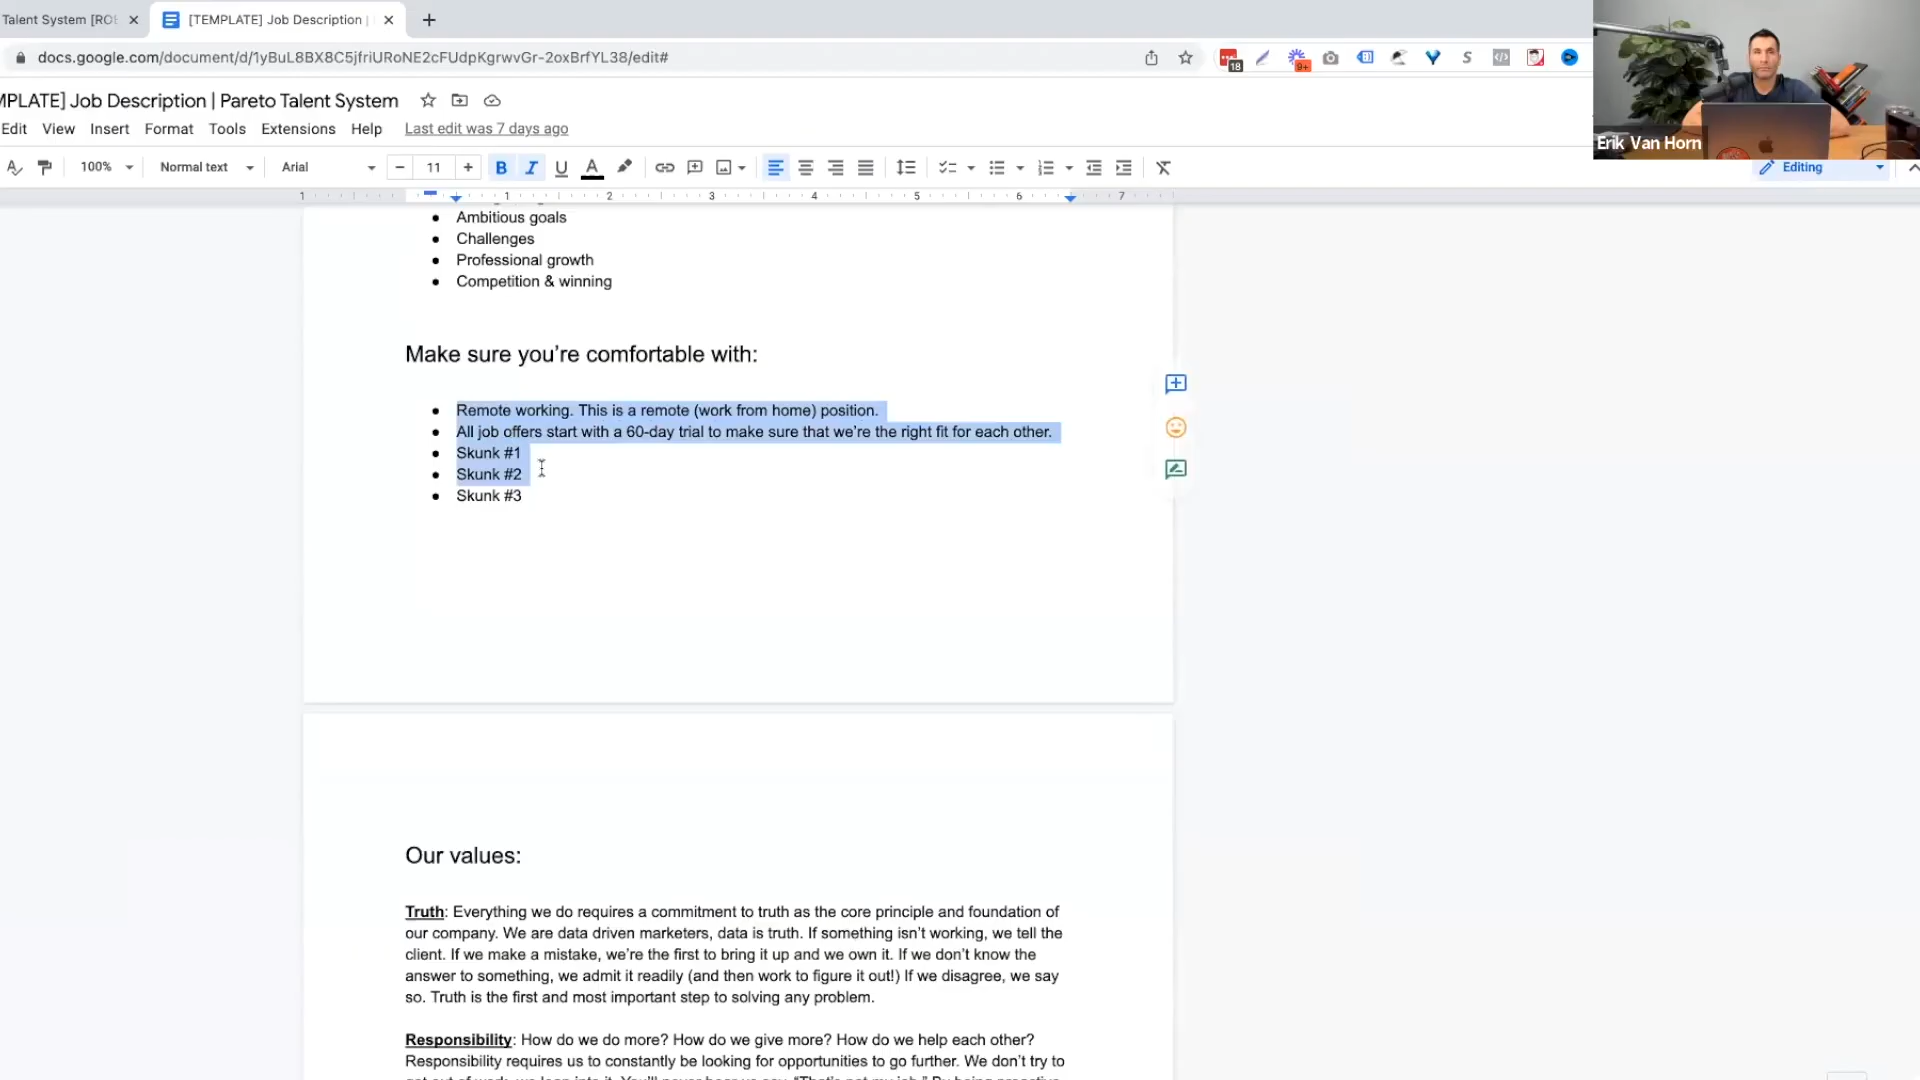 Talent System [RO
[TEMPLATE] Job Description |
docs.google.com/document/d/1yBuL8BX8C5jfriURoNE2cFUdpKgrwvGr-2oxBrfYL38/edit#
18
9+
MPLATE] Job Description | Pareto Talent System
Edit View Insert Format Tools Extensions Help Last edit was 7 days ago
Erik Van Horn
100% Normal text Arial 11 B I U A Editing
1 1 2 3 4 5 6 7
Ambitious goals
Challenges
Professional growth
Competition & winning
Make sure you're comfortable with:
Remote working. This is a remote (work from home) position.
All job offers start with a 60-day trial to make sure that we're the right fit for each other.
Skunk #1
Skunk #2
Skunk #3
Our values:
Truth: Everything we do requires a commitment to truth as the core principle and foundation of
our company. We are data driven marketers, data is truth. If something isn't working, we tell the
client. If we make a mistake, we're the first to bring it up and we own it. If we don't know the
answer to something, we admit it readily (and then work to figure it out!) If we disagree, we say
so. Truth is the first and most important step to solving any problem.
Responsibility: How do we do more? How do we give more? How do we help each other?
Responsibility requires us to constantly be looking for opportunities to go further. We don't try to